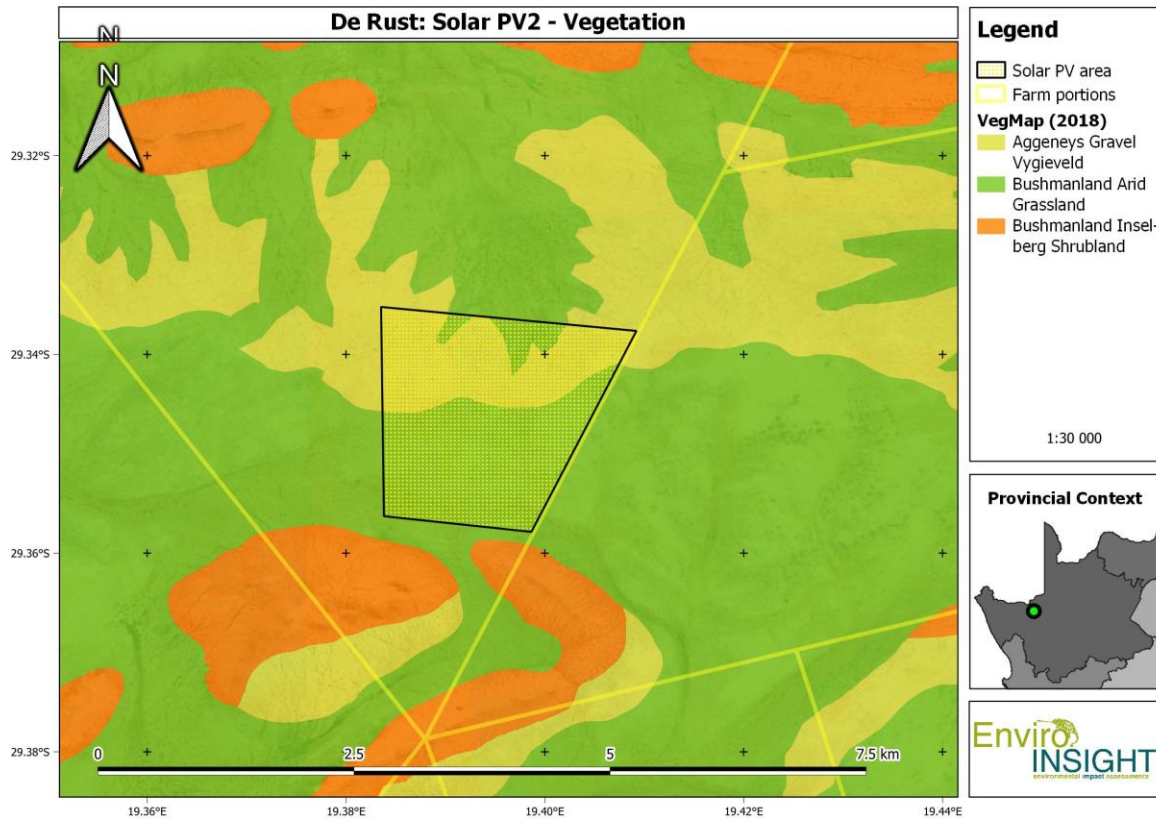 De Rust: Solar PV2 - Vegetation
N
N
29.32°S
29.34°S
29.36°S
29.38°S
0
2.5
5
7.5 km
19.36°E
19.38°E
19.40°E
19.42°E
19.44°E
Legend
Solar PV area
Farm portions
VegMap (2018)
Aggeneys Gravel
Vygieveld
Bushmanland Arid
Grassland
Bushmanland Insel-
berg Shrubland
1:30 000
Provincial Context
Enviro
INSIGHT
environmental impact assessments